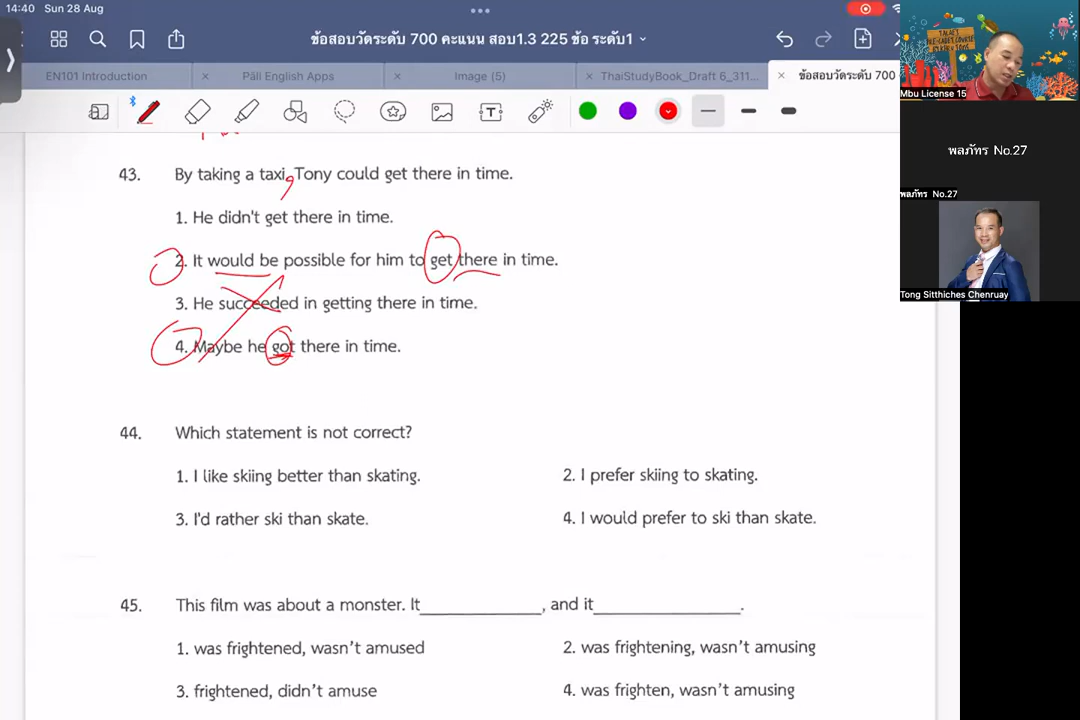 14:40 Sun 28 Aug
ข้อสอบวัดระดับ 700 คะแนน สอบ1.3 225 ข้อ ระดับ1
EN101 Introduction
Päll English Apps
Image (5)
ThaiStudyBook_Draft 6_311...
ข้อสอบวัดระดับ 700
Mbu License 15
พลภัทร No.27
พลภัทร No.27
Tong Sitthiches Chenruay
43. By taking a taxi, Tony could get there in time.
1. He didn't get there in time.
2. It would be possible for him to get there in time.
3. He succeeded in getting there in time.
4. Maybe he got there in time.
44. Which statement is not correct?
1. I like skiing better than skating. 2. I prefer skiing to skating.
3. I'd rather ski than skate. 4. I would prefer to ski than skate.
45. This film was about a monster. It____________, and it______________.
1. was frightened, wasn't amused 2. was frightening, wasn't amusing
3. frightened, didn't amuse 4. was frighten, wasn't amusing